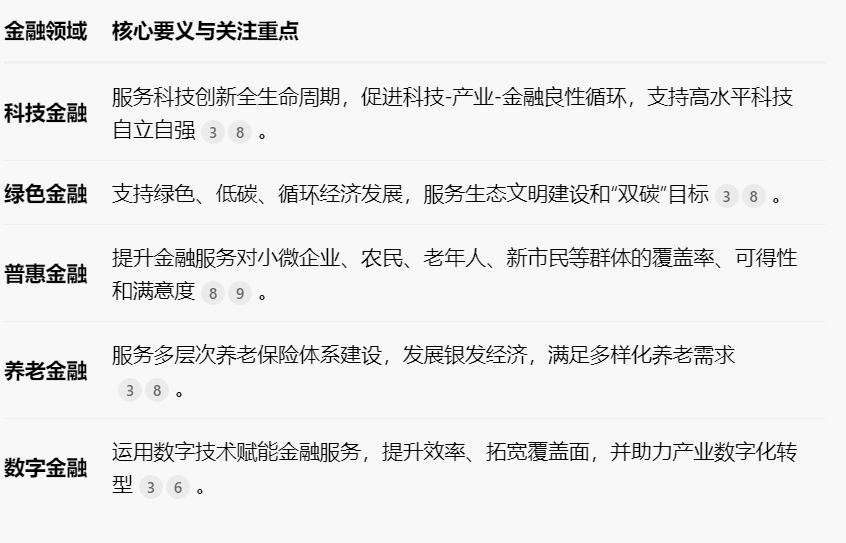 金融领域 核心要义与关注重点
科技金融 服务科技创新全生命周期，促进科技-产业-金融良性循环，支持高水平科技
自立自强 3 8 。
绿色金融 支持绿色、低碳、循环经济发展，服务生态文明建设和“双碳”目标 3 8 。
普惠金融 提升金融服务对小微企业、农民、老年人、新市民等群体的覆盖率、可得性
和满意度 8 9 。
养老金融 服务多层次养老保险体系建设，发展银发经济，满足多样化养老需求
3 8 。
数字金融 运用数字技术赋能金融服务，提升效率、拓宽覆盖面，并助力产业数字化转
型 3 6 。